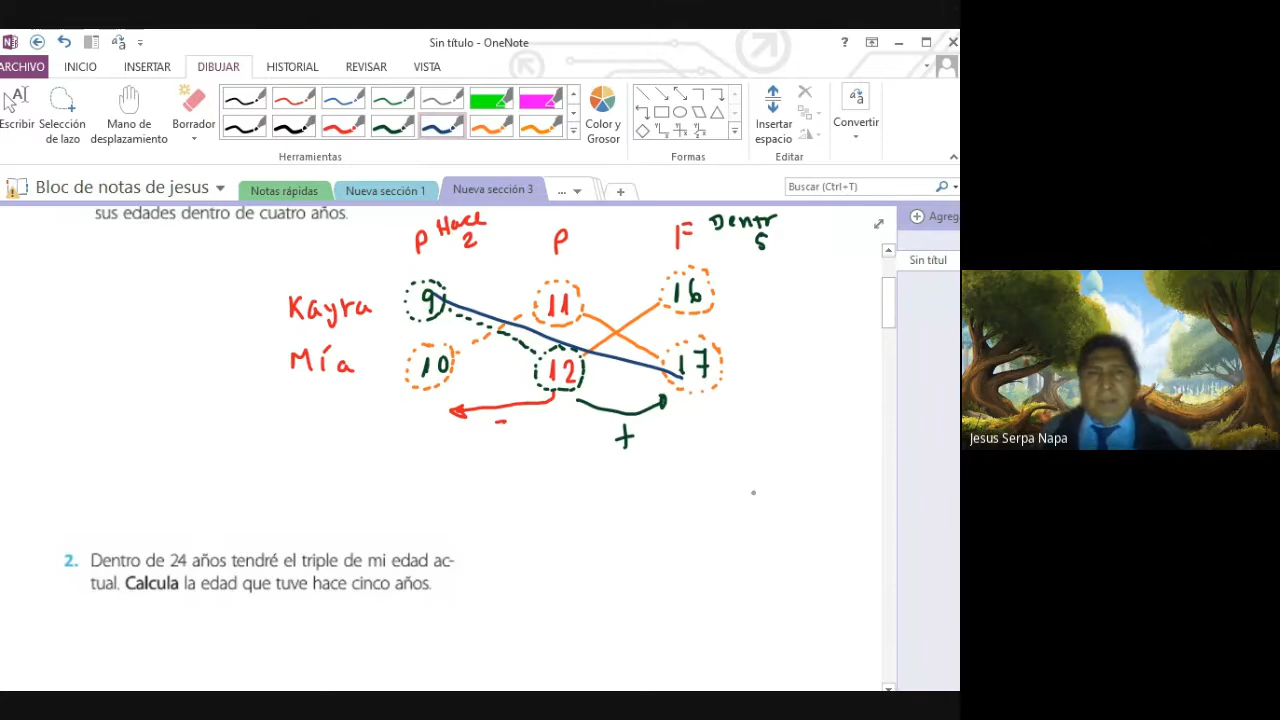 Sin título - OneNote
ARCHIVO INICIO INSERTAR DIBUJAR HISTORIAL REVISAR VISTA
Escribir Selección de lazo Mano de desplazamiento Borrador Color y Grosor Insertar espacio Convertir
Herramientas Formas Editar
Bloc de notas de jesus Notas rápidas Nueva sección 1 Nueva sección 3 ... + Buscar (Ctrl+T)
sus edades dentro de cuatro años.
Agreg
Sin títul
P Hace 2 P F Dentr 5
Kayra 9 11 16
Mía 10 12 17
- +
2. Dentro de 24 años tendré el triple de mi edad ac-
tual. Calcula la edad que tuve hace cinco años.
Jesus Serpa Napa